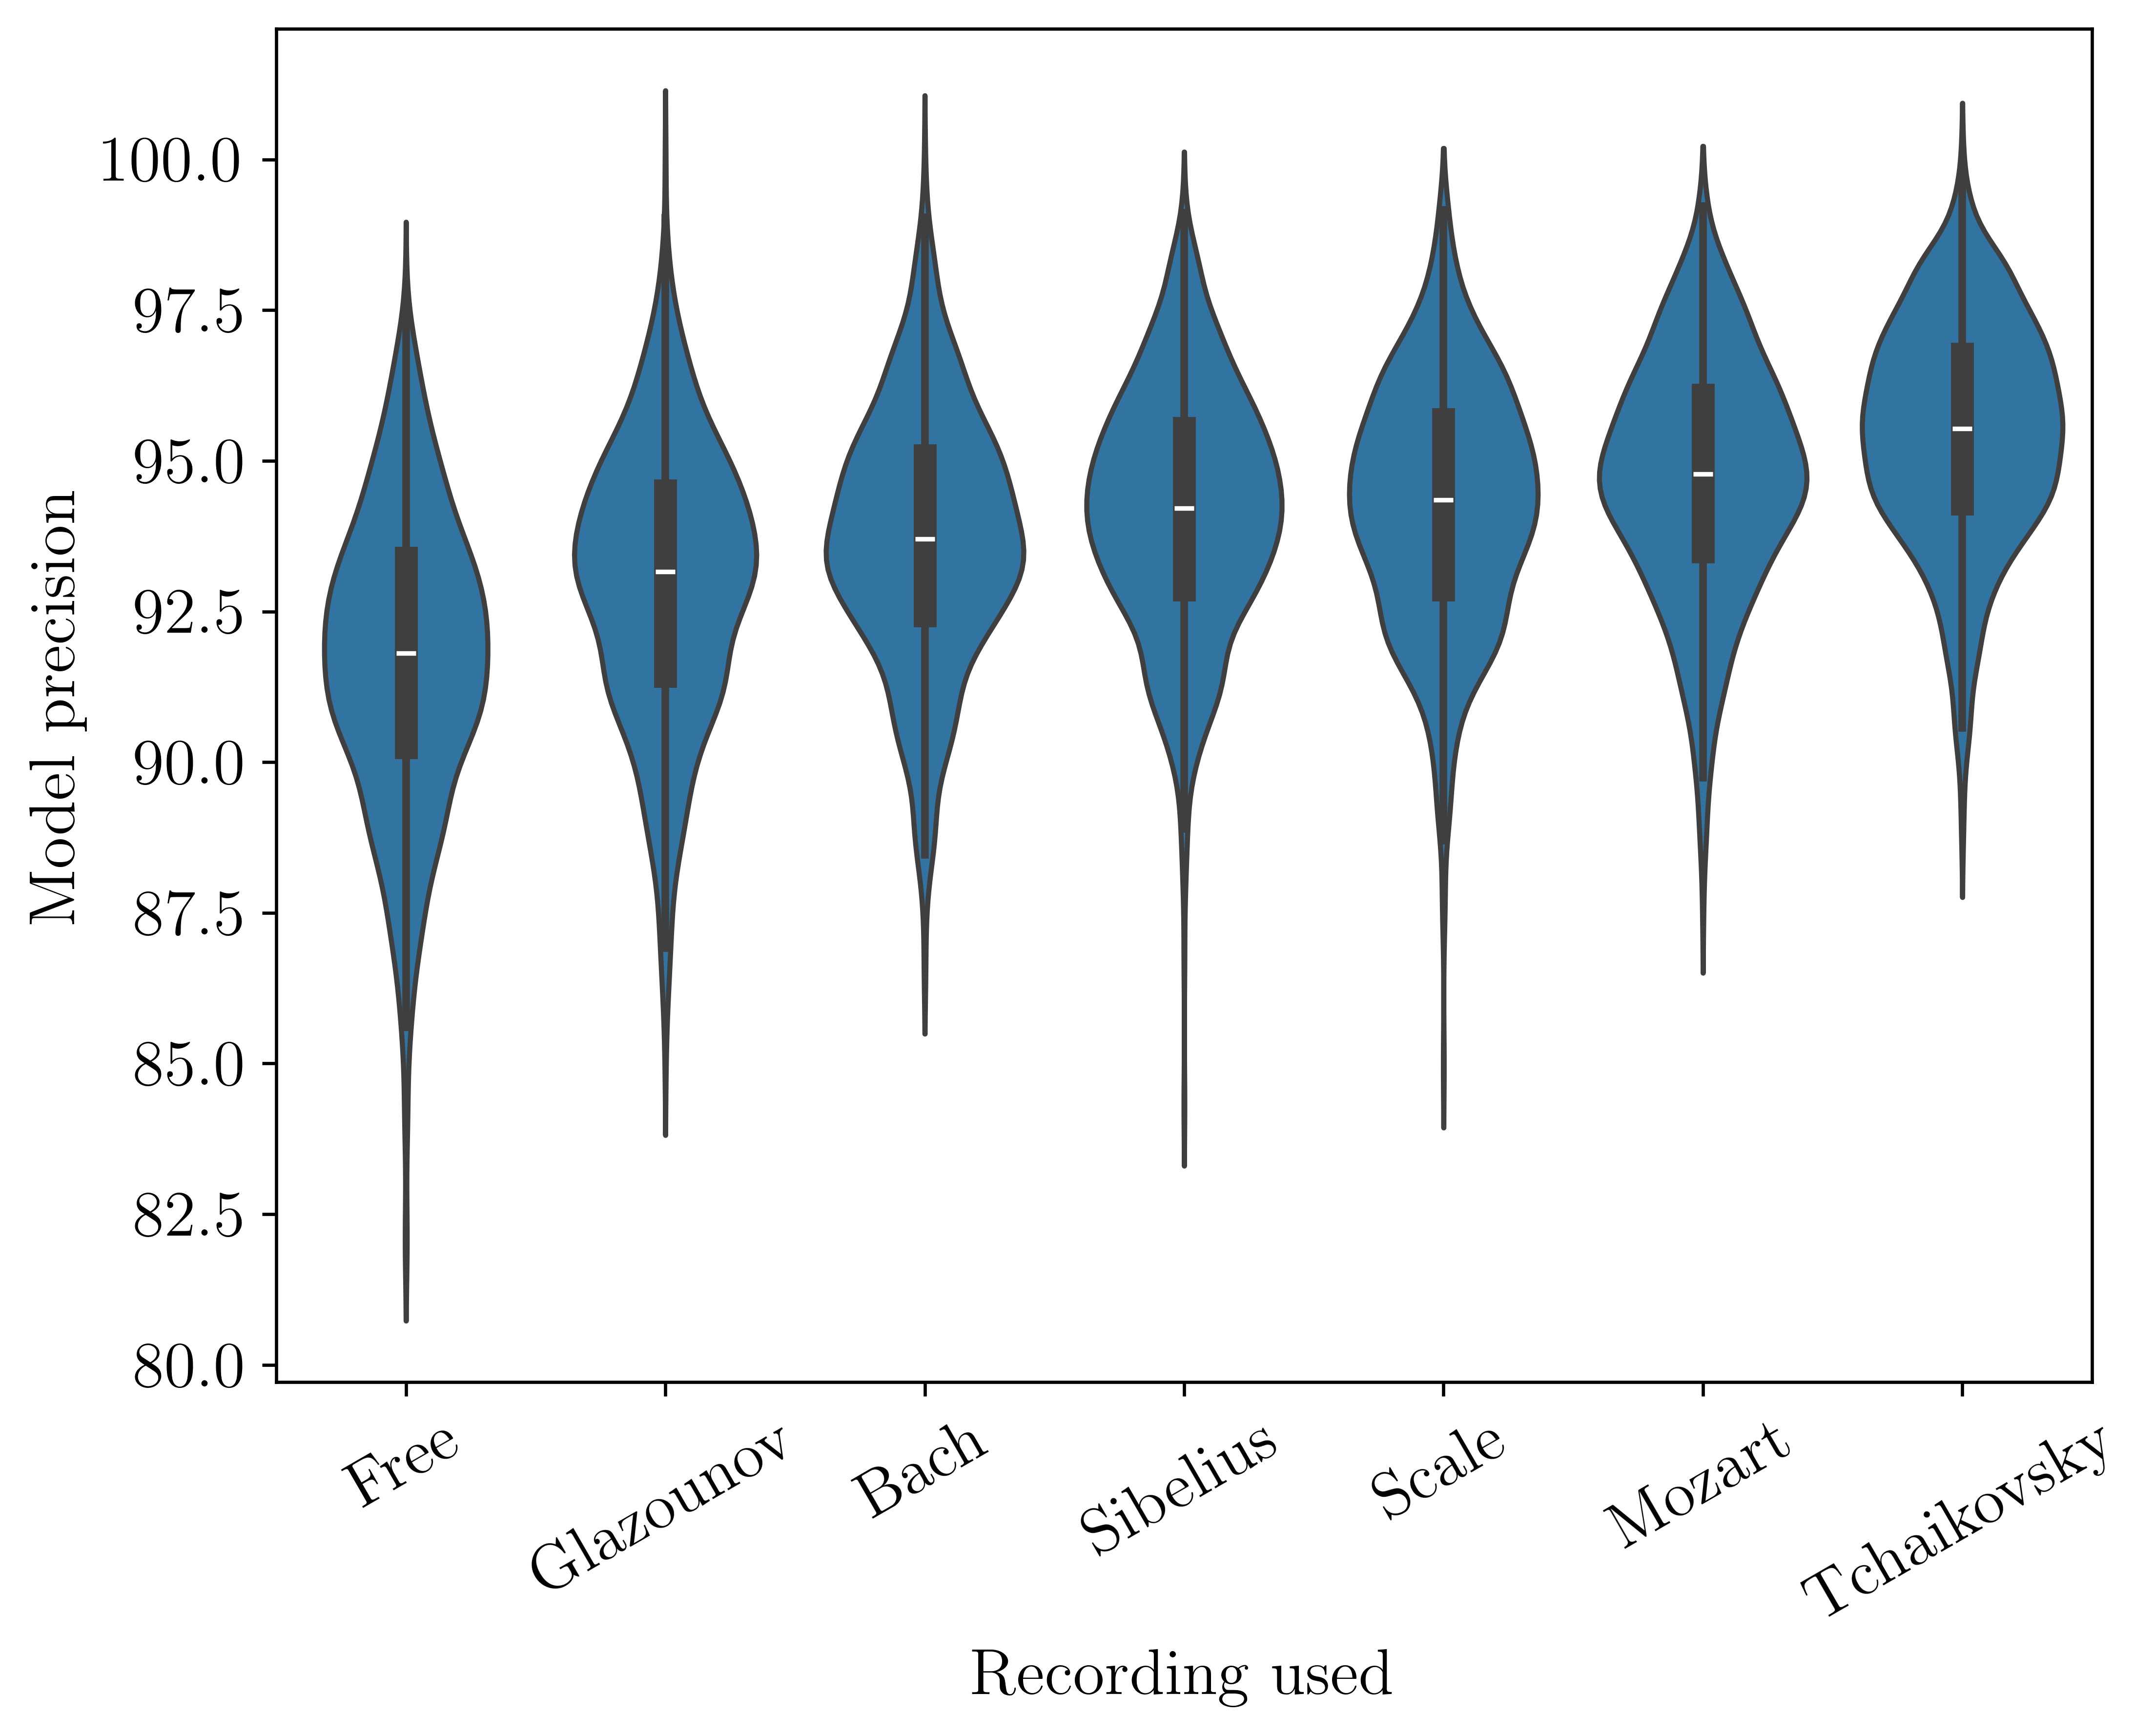 Model precision
100.0
97.5
95.0
92.5
90.0
87.5
85.0
82.5
80.0
Free
Glazounov
Bach
Sibelius
Scale
Mozart
Tchaikovsky
Recording used